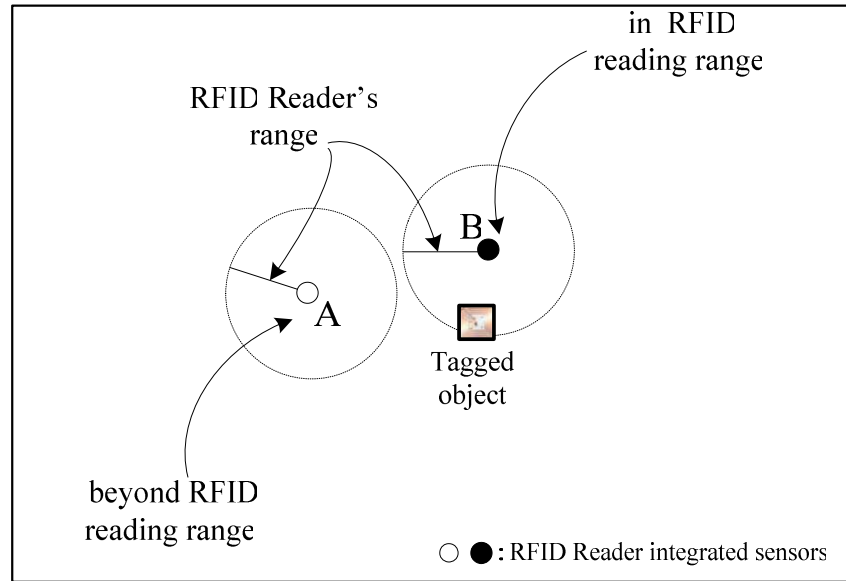 in RFID
reading range
RFID Reader's
range
B
A
Tagged
object
beyond RFID
reading range
: RFID Reader integrated sensors